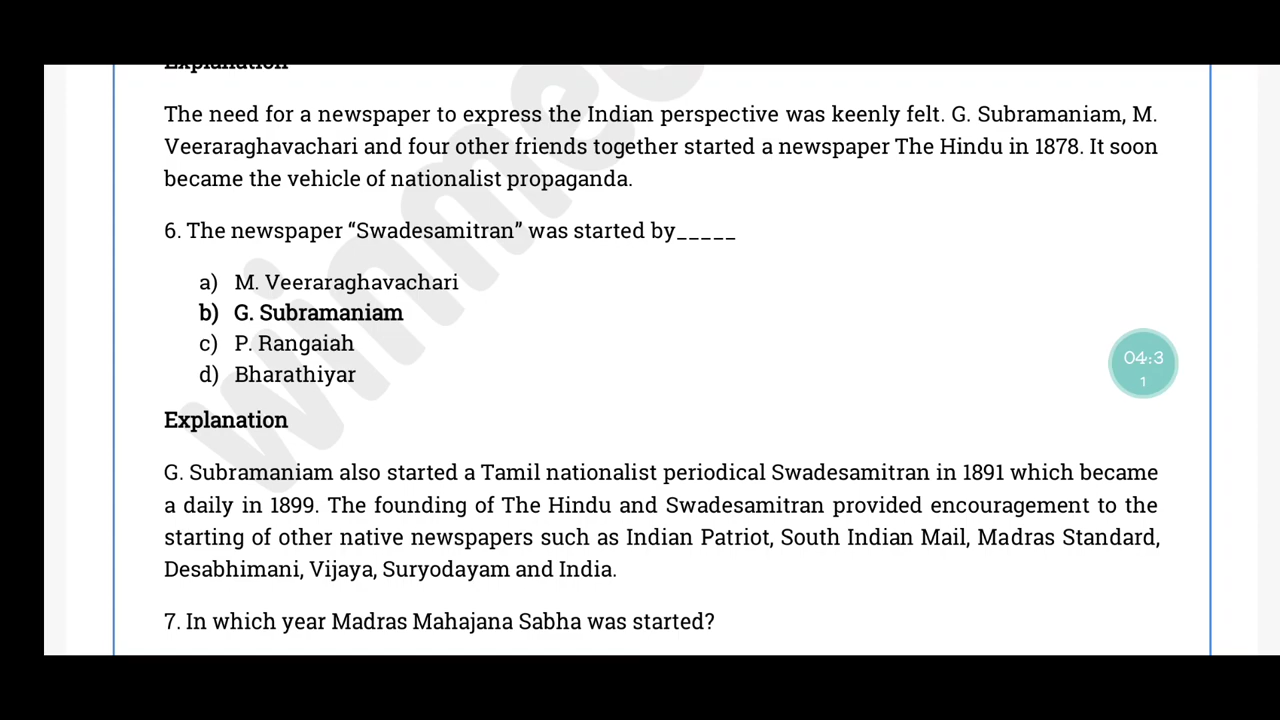 Explanation
The need for a newspaper to express the Indian perspective was keenly felt. G. Subramaniam, M.
Veeraraghavachari and four other friends together started a newspaper The Hindu in 1878. It soon
became the vehicle of nationalist propaganda.
6. The newspaper “Swadesamitran” was started by_____
a) M. Veeraraghavachari
b) G. Subramaniam
c) P. Rangaiah
d) Bharathiyar
04:3
1
Explanation
G. Subramaniam also started a Tamil nationalist periodical Swadesamitran in 1891 which became
a daily in 1899. The founding of The Hindu and Swadesamitran provided encouragement to the
starting of other native newspapers such as Indian Patriot, South Indian Mail, Madras Standard,
Desabhimani, Vijaya, Suryodayam and India.
7. In which year Madras Mahajana Sabha was started?